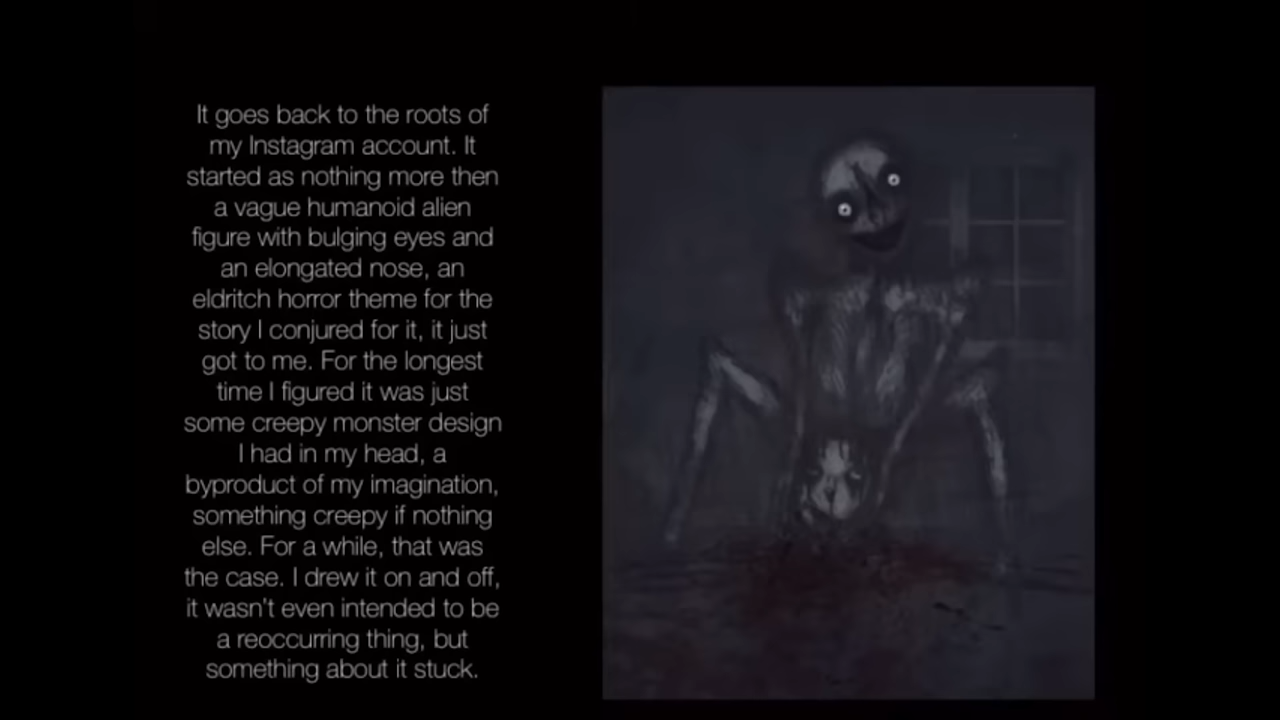 It goes back to the roots of
my Instagram account. It
started as nothing more then
a vague humanoid alien
figure with bulging eyes and
an elongated nose, an
eldritch horror theme for the
story I conjured for it, it just
got to me. For the longest
time I figured it was just
some creepy monster design
I had in my head, a
byproduct of my imagination,
something creepy if nothing
else. For a while, that was
the case. I drew it on and off,
it wasn't even intended to be
a reoccurring thing, but
something about it stuck.